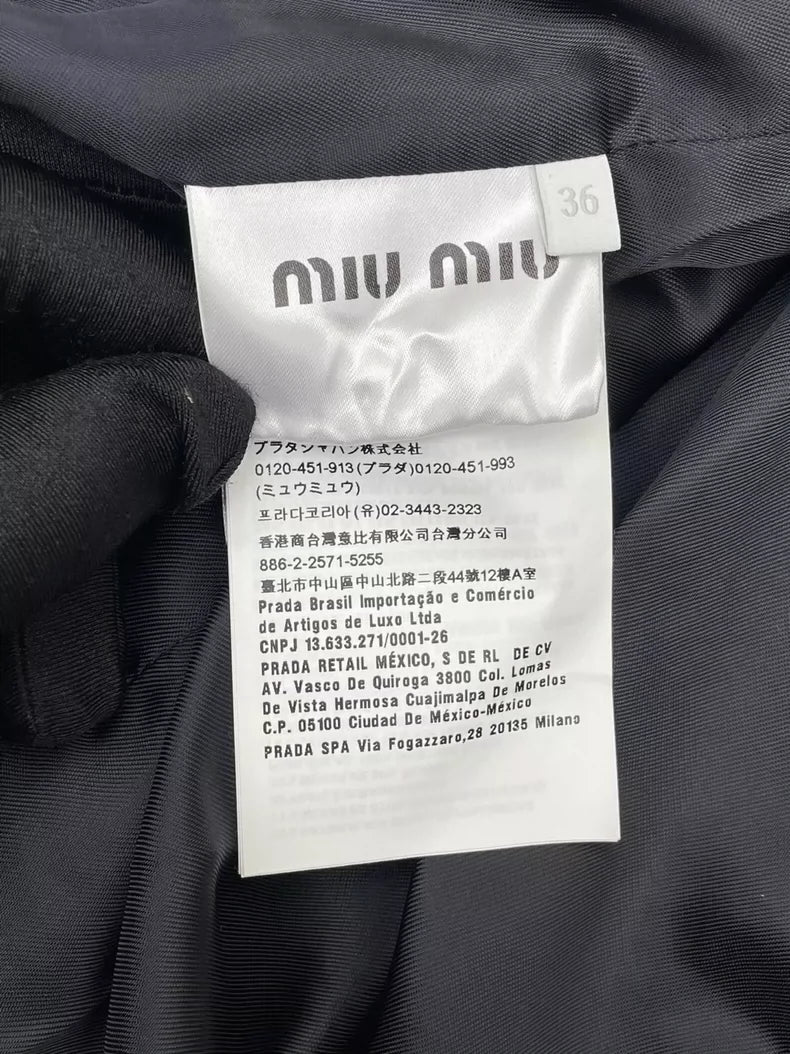 36
miu miu
プラダジャパン株式会社
0120-451-913(プラダ)0120-451-993
(ミュウミュウ)
프라다코리아(유)02-3443-2323
香港商台灣意比有限公司台灣分公司
886-2-2571-5255
臺北市中山區中山北路二段44號12樓A室
Prada Brasil Importação e Comércio
de Artigos de Luxo Ltda
CNPJ 13.633.271/0001-26
PRADA RETAIL MÉXICO, S DE RL DE CV
AV. Vasco De Quiroga 3800 Col. Lomas
De Vista Hermosa Cuajimalpa De Morelos
C.P. 05100 Ciudad De México-México
PRADA SPA Via Fogazzaro,28 20135 Milano